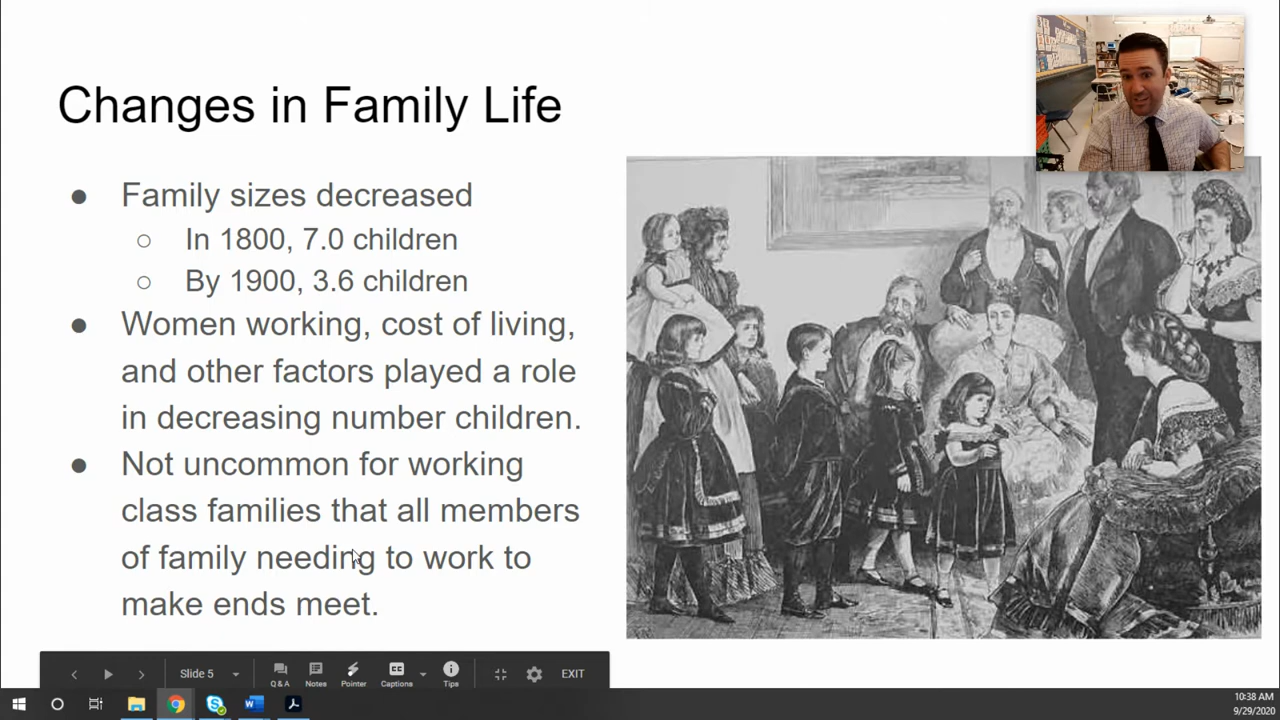 Changes in Family Life
● Family sizes decreased
○ In 1800, 7.0 children
○ By 1900, 3.6 children
● Women working, cost of living,
and other factors played a role
in decreasing number children.
● Not uncommon for working
class families that all members
of family needing to work to
make ends meet.
Slide 5
Q & A
Notes
Pointer
CC
Captions
Tips
EXIT
10:38 AM
9/29/2020